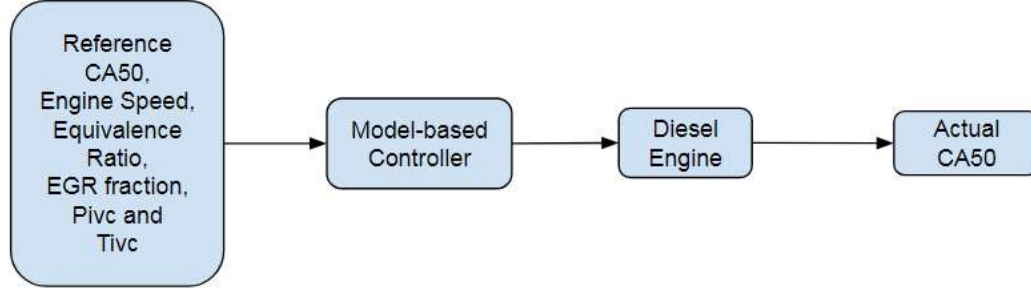 Reference
CA50,
Engine Speed,
Equivalence
Ratio,
EGR fraction,
Pivc and
Tivc
Model-based
Controller
Diesel
Engine
Actual
CA50